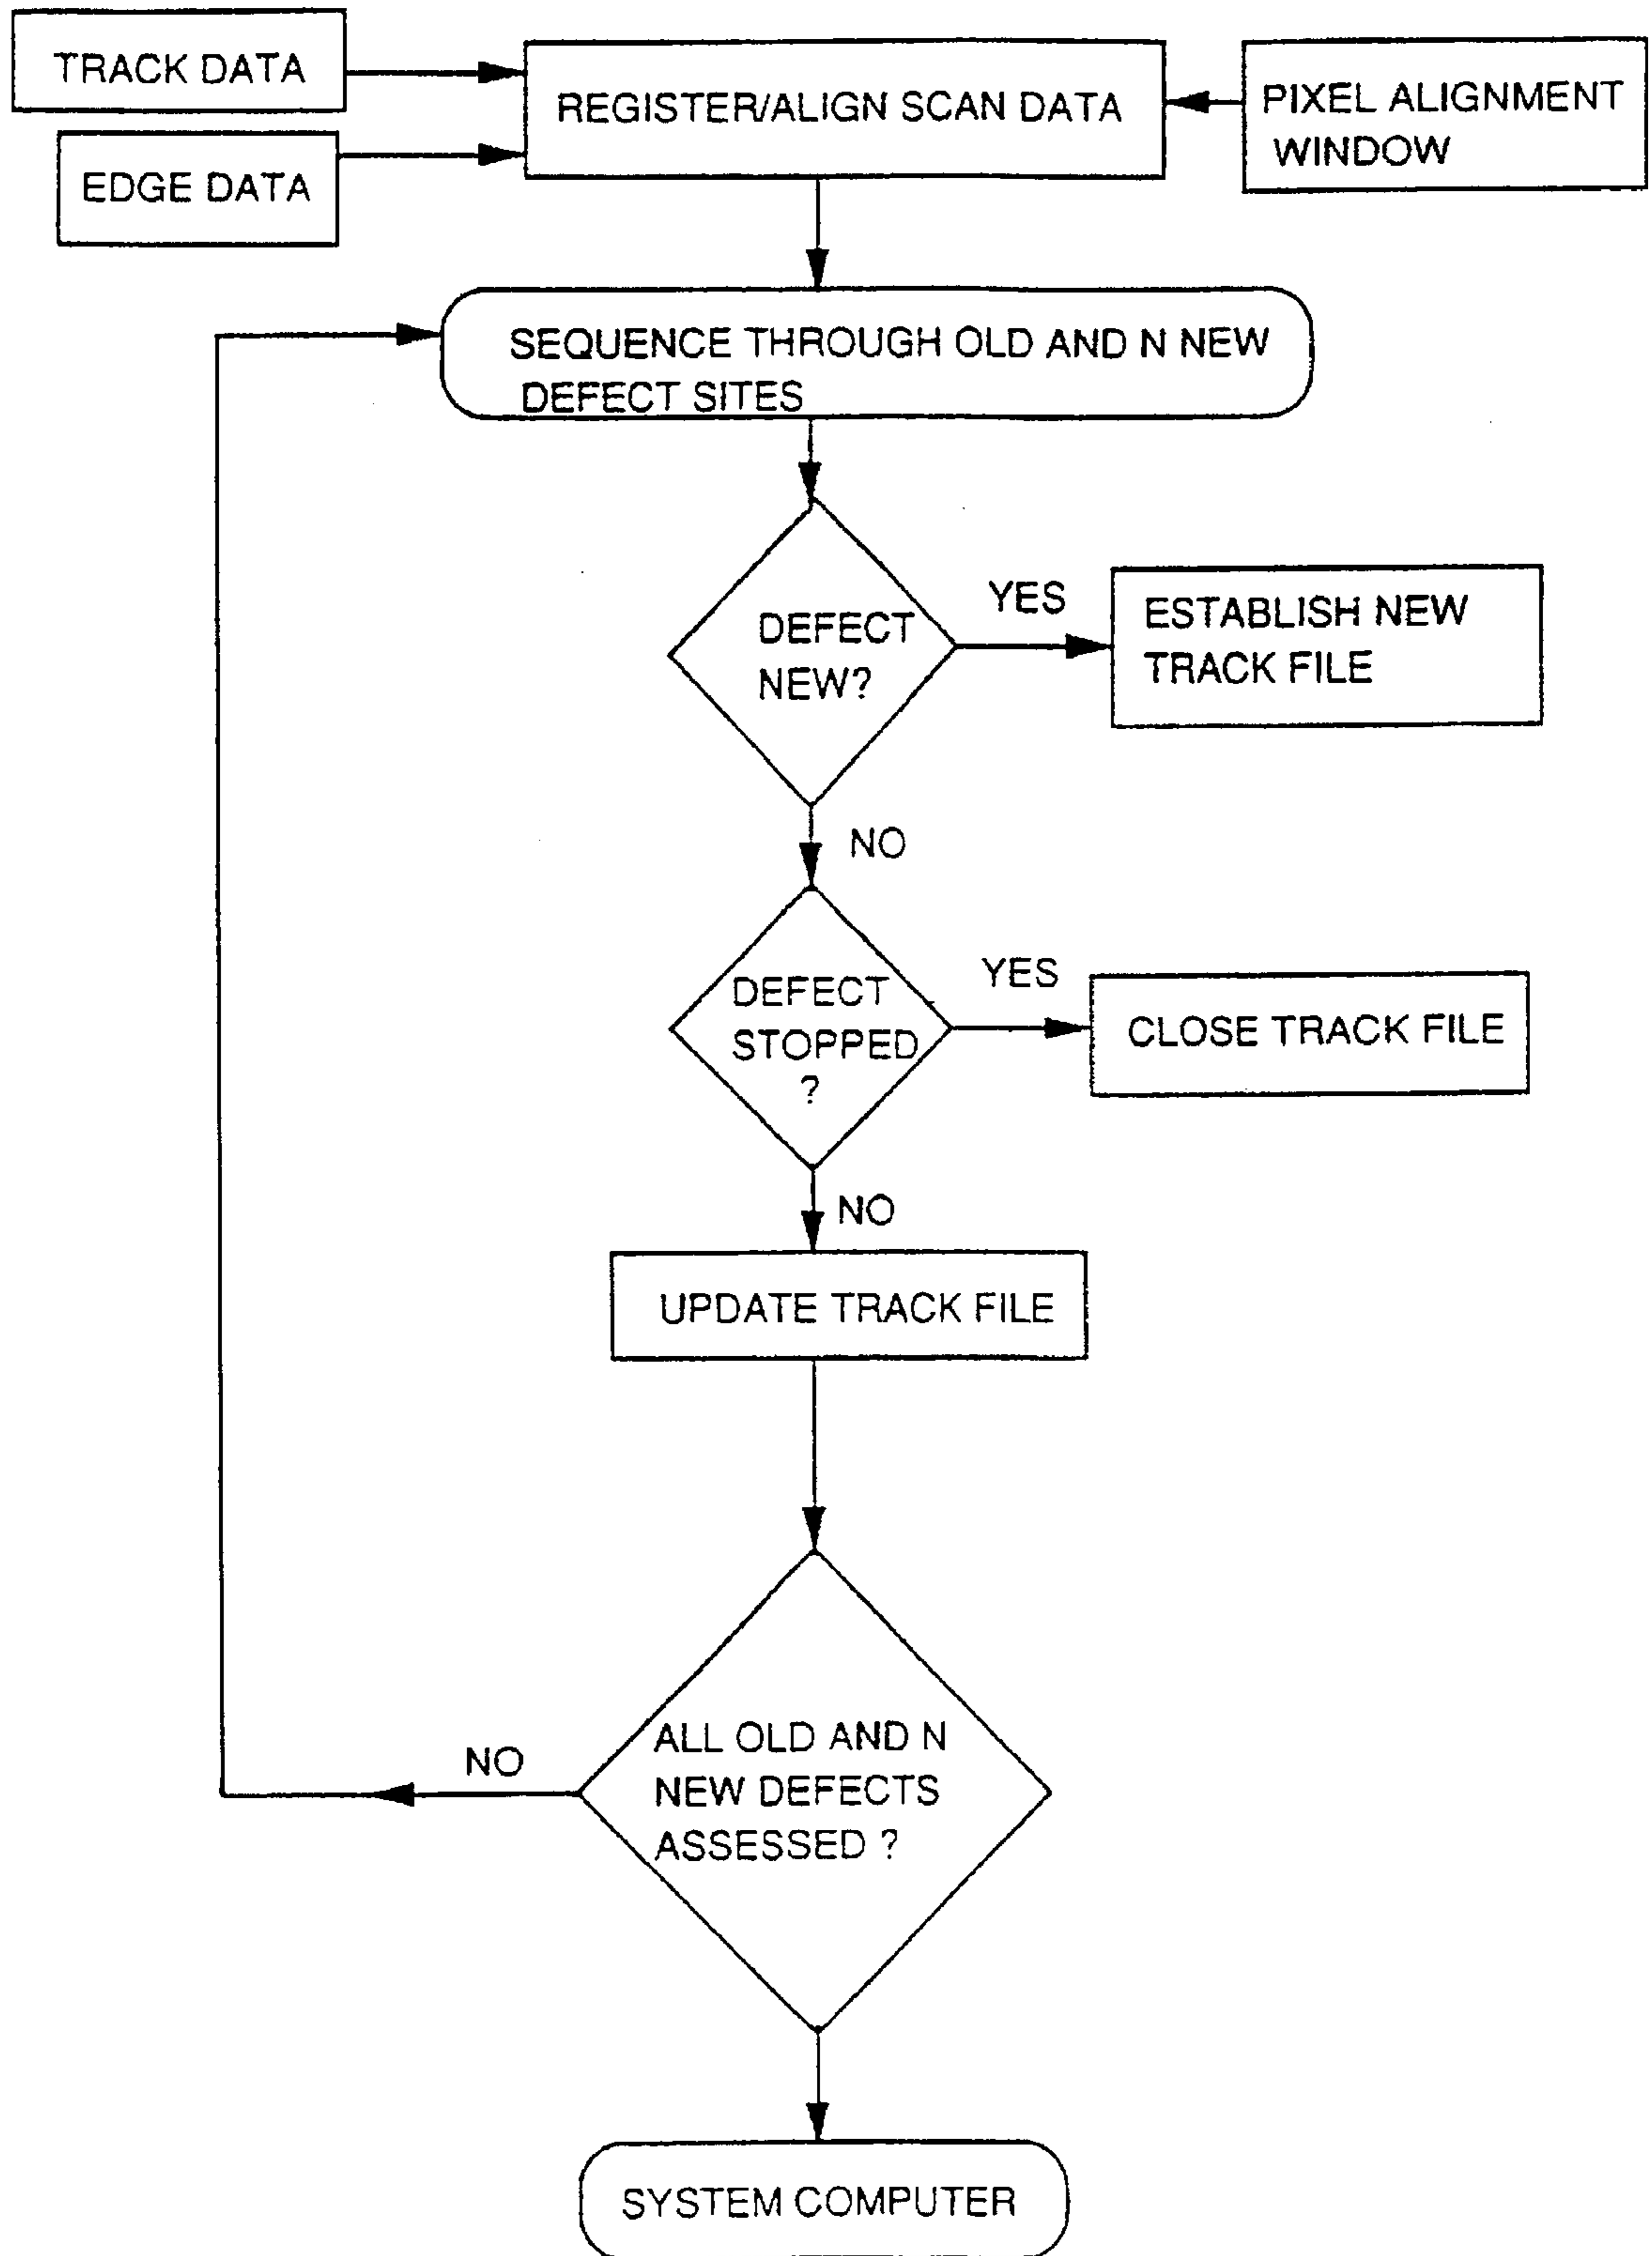 TRACK DATA
REGISTER/ALIGN SCAN DATA
PIXEL ALIGNMENT
WINDOW
EDGE DATA
SEQUENCE THROUGH OLD AND N NEW
DEFECT SITES
DEFECT
NEW?
YES
ESTABLISH NEW
TRACK FILE
NO
DEFECT
STOPPED
?
YES
CLOSE TRACK FILE
NO
UPDATE TRACK FILE
ALL OLD AND N
NEW DEFECTS
ASSESSED ?
NO
SYSTEM COMPUTER